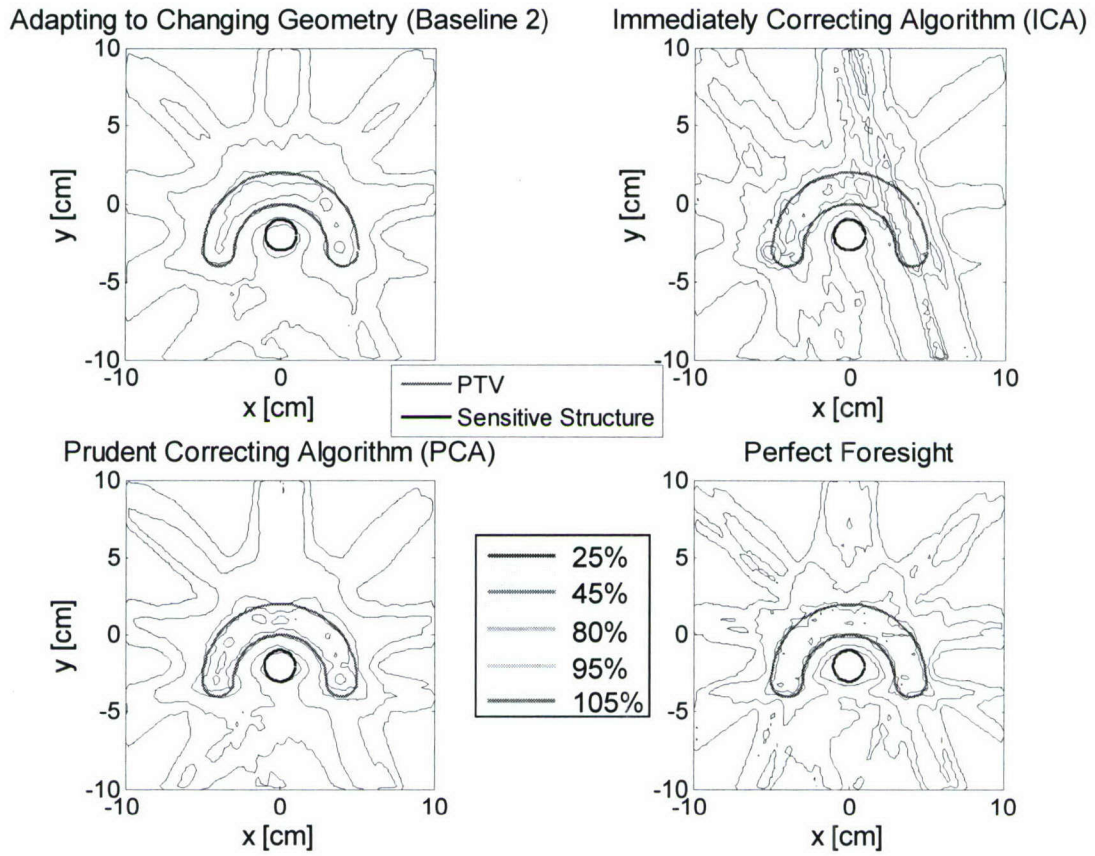 Adapting to Changing Geometry (Baseline 2)
10
5
0
-5
-10
y [cm]
-10
0
10
x [cm]
Immediately Correcting Algorithm (ICA)
10
5
0
-5
-10
y [cm]
-10
0
10
x [cm]
PTV
Sensitive Structure
Prudent Correcting Algorithm (PCA)
10
5
0
-5
-10
y [cm]
-10
0
10
x [cm]
25%
45%
80%
95%
105%
Perfect Foresight
10
5
0
-5
-10
y [cm]
-10
0
10
x [cm]